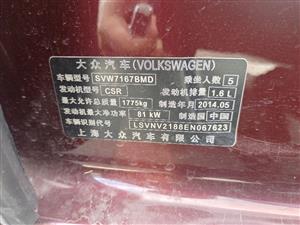 大众汽车(VOLKSWAGEN)
车辆型号 SVW7167BMD 乘坐人数 5
发动机型号 CSR 发动机排量 1.6 L
最大允许总质量 1775kg 制造年月 2014.05
发动机最大净功率 81 kW 制造国 中国
车辆识别代号 LSVNV2188EN067623
上海大众汽车有限公司